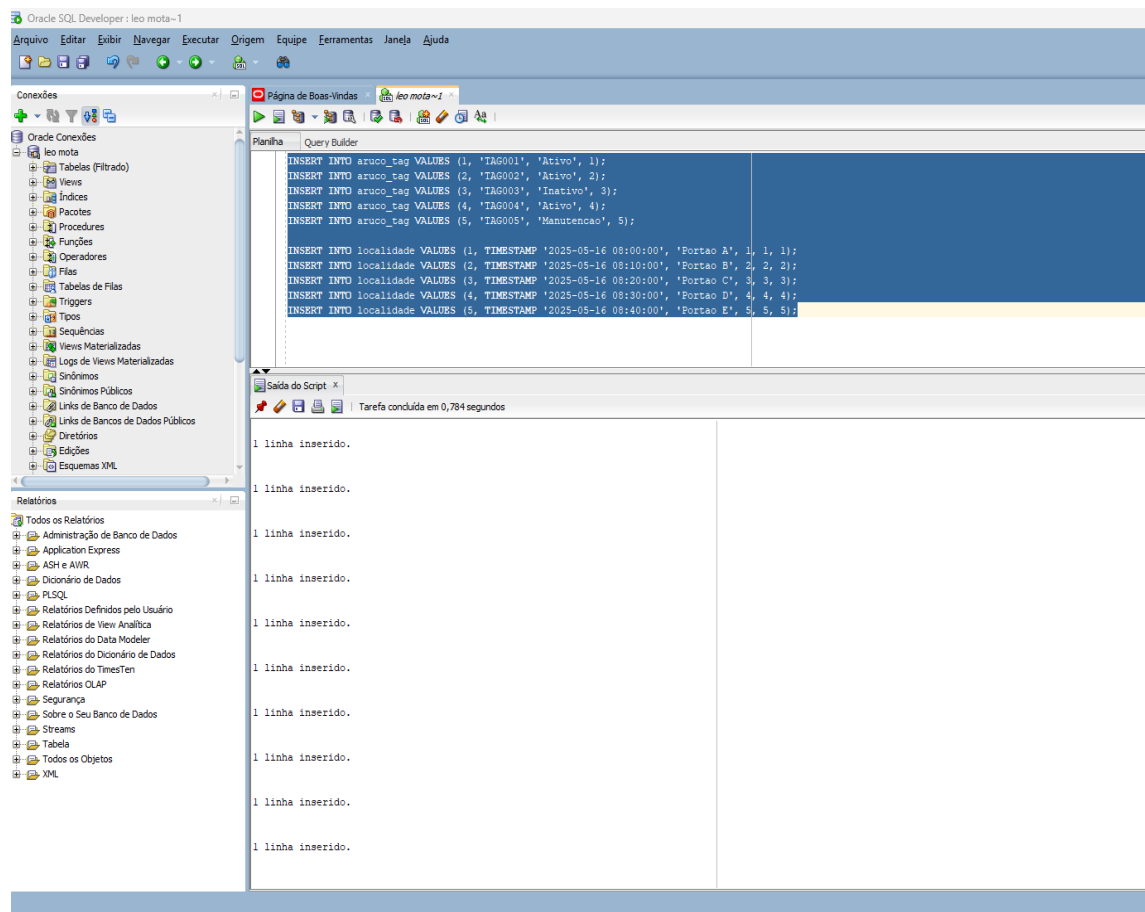 Oracle SQL Developer : leo mota~1
Arquivo Editar Exibir Navegar Executar Origem Equipe Ferramentas Janela Ajuda
Conexões
Oracle Conexões
leo mota
Tabelas (Filtrado)
Views
Índices
Pacotes
Procedures
Funções
Operadores
Filas
Tabelas de Filas
Triggers
Tipos
Sequências
Views Materializadas
Logs de Views Materializadas
Sinônimos
Sinônimos Públicos
Links de Banco de Dados
Links de Bancos de Dados Públicos
Diretórios
Edições
Esquemas XML
Relatórios
Todos os Relatórios
Administração de Banco de Dados
Application Express
ASH e AWR
Dicionário de Dados
PLSQL
Relatórios Definidos pelo Usuário
Relatórios de View Analítica
Relatórios do Data Modeler
Relatórios do Dicionário de Dados
Relatórios do TimesTen
Relatórios OLAP
Segurança
Sobre o Seu Banco de Dados
Streams
Tabela
Todos os Objetos
XML
Página de Boas-Vindas leo mota~1
Planilha Query Builder
INSERT INTO aruco_tag VALUES (1, 'TAG001', 'Ativo', 1);
INSERT INTO aruco_tag VALUES (2, 'TAG002', 'Ativo', 2);
INSERT INTO aruco_tag VALUES (3, 'TAG003', 'Inativo', 3);
INSERT INTO aruco_tag VALUES (4, 'TAG004', 'Ativo', 4);
INSERT INTO aruco_tag VALUES (5, 'TAG005', 'Manutencao', 5);
INSERT INTO localidade VALUES (1, TIMESTAMP '2025-05-16 08:00:00', 'Portao A', 1, 1, 1);
INSERT INTO localidade VALUES (2, TIMESTAMP '2025-05-16 08:10:00', 'Portao B', 2, 2, 2);
INSERT INTO localidade VALUES (3, TIMESTAMP '2025-05-16 08:20:00', 'Portao C', 3, 3, 3);
INSERT INTO localidade VALUES (4, TIMESTAMP '2025-05-16 08:30:00', 'Portao D', 4, 4, 4);
INSERT INTO localidade VALUES (5, TIMESTAMP '2025-05-16 08:40:00', 'Portao E', 5, 5, 5);
Saída do Script x
Tarefa concluída em 0,784 segundos
1 linha inserido.
1 linha inserido.
1 linha inserido.
1 linha inserido.
1 linha inserido.
1 linha inserido.
1 linha inserido.
1 linha inserido.
1 linha inserido.
1 linha inserido.